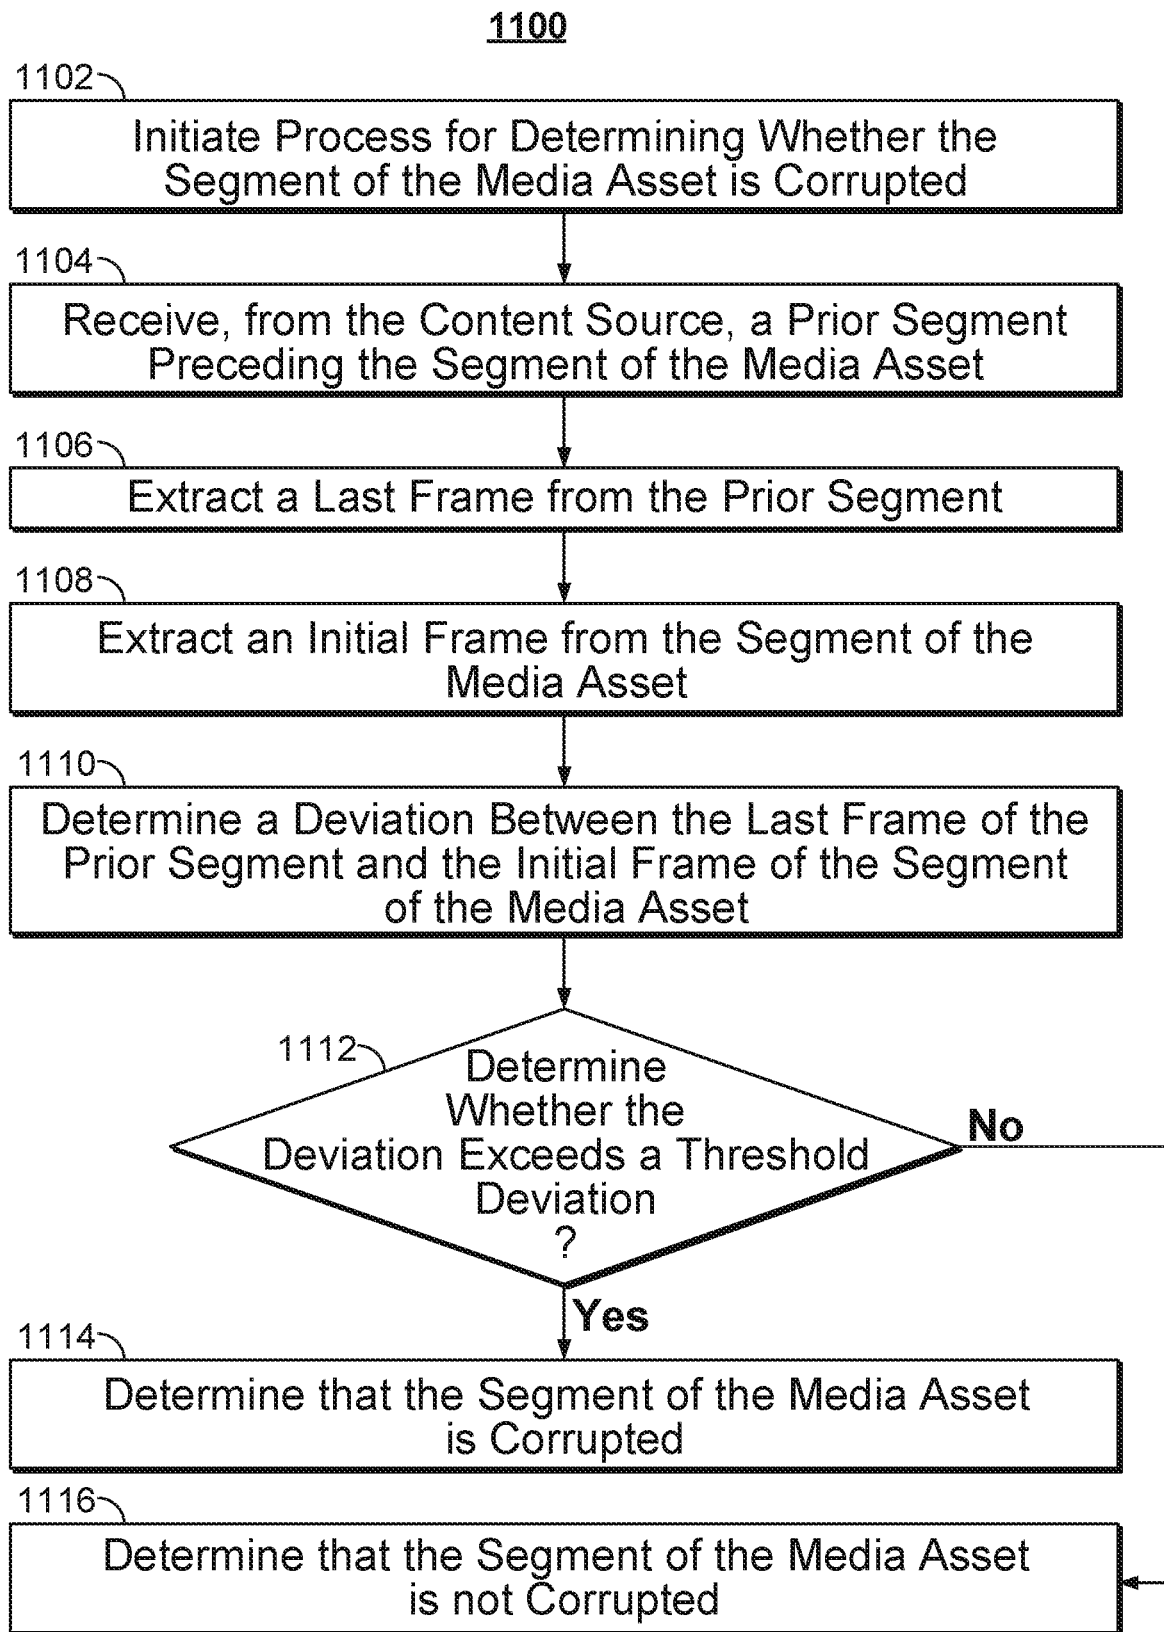 1100
1102
Initiate Process for Determining Whether the
Segment of the Media Asset is Corrupted
1104
Receive, from the Content Source, a Prior Segment
Preceding the Segment of the Media Asset
1106
Extract a Last Frame from the Prior Segment
1108
Extract an Initial Frame from the Segment of the
Media Asset
1110
Determine a Deviation Between the Last Frame of the
Prior Segment and the Initial Frame of the Segment
of the Media Asset
1112
Determine
Whether the
Deviation Exceeds a Threshold
Deviation
?
No
Yes
1114
Determine that the Segment of the Media Asset
is Corrupted
1116
Determine that the Segment of the Media Asset
is not Corrupted